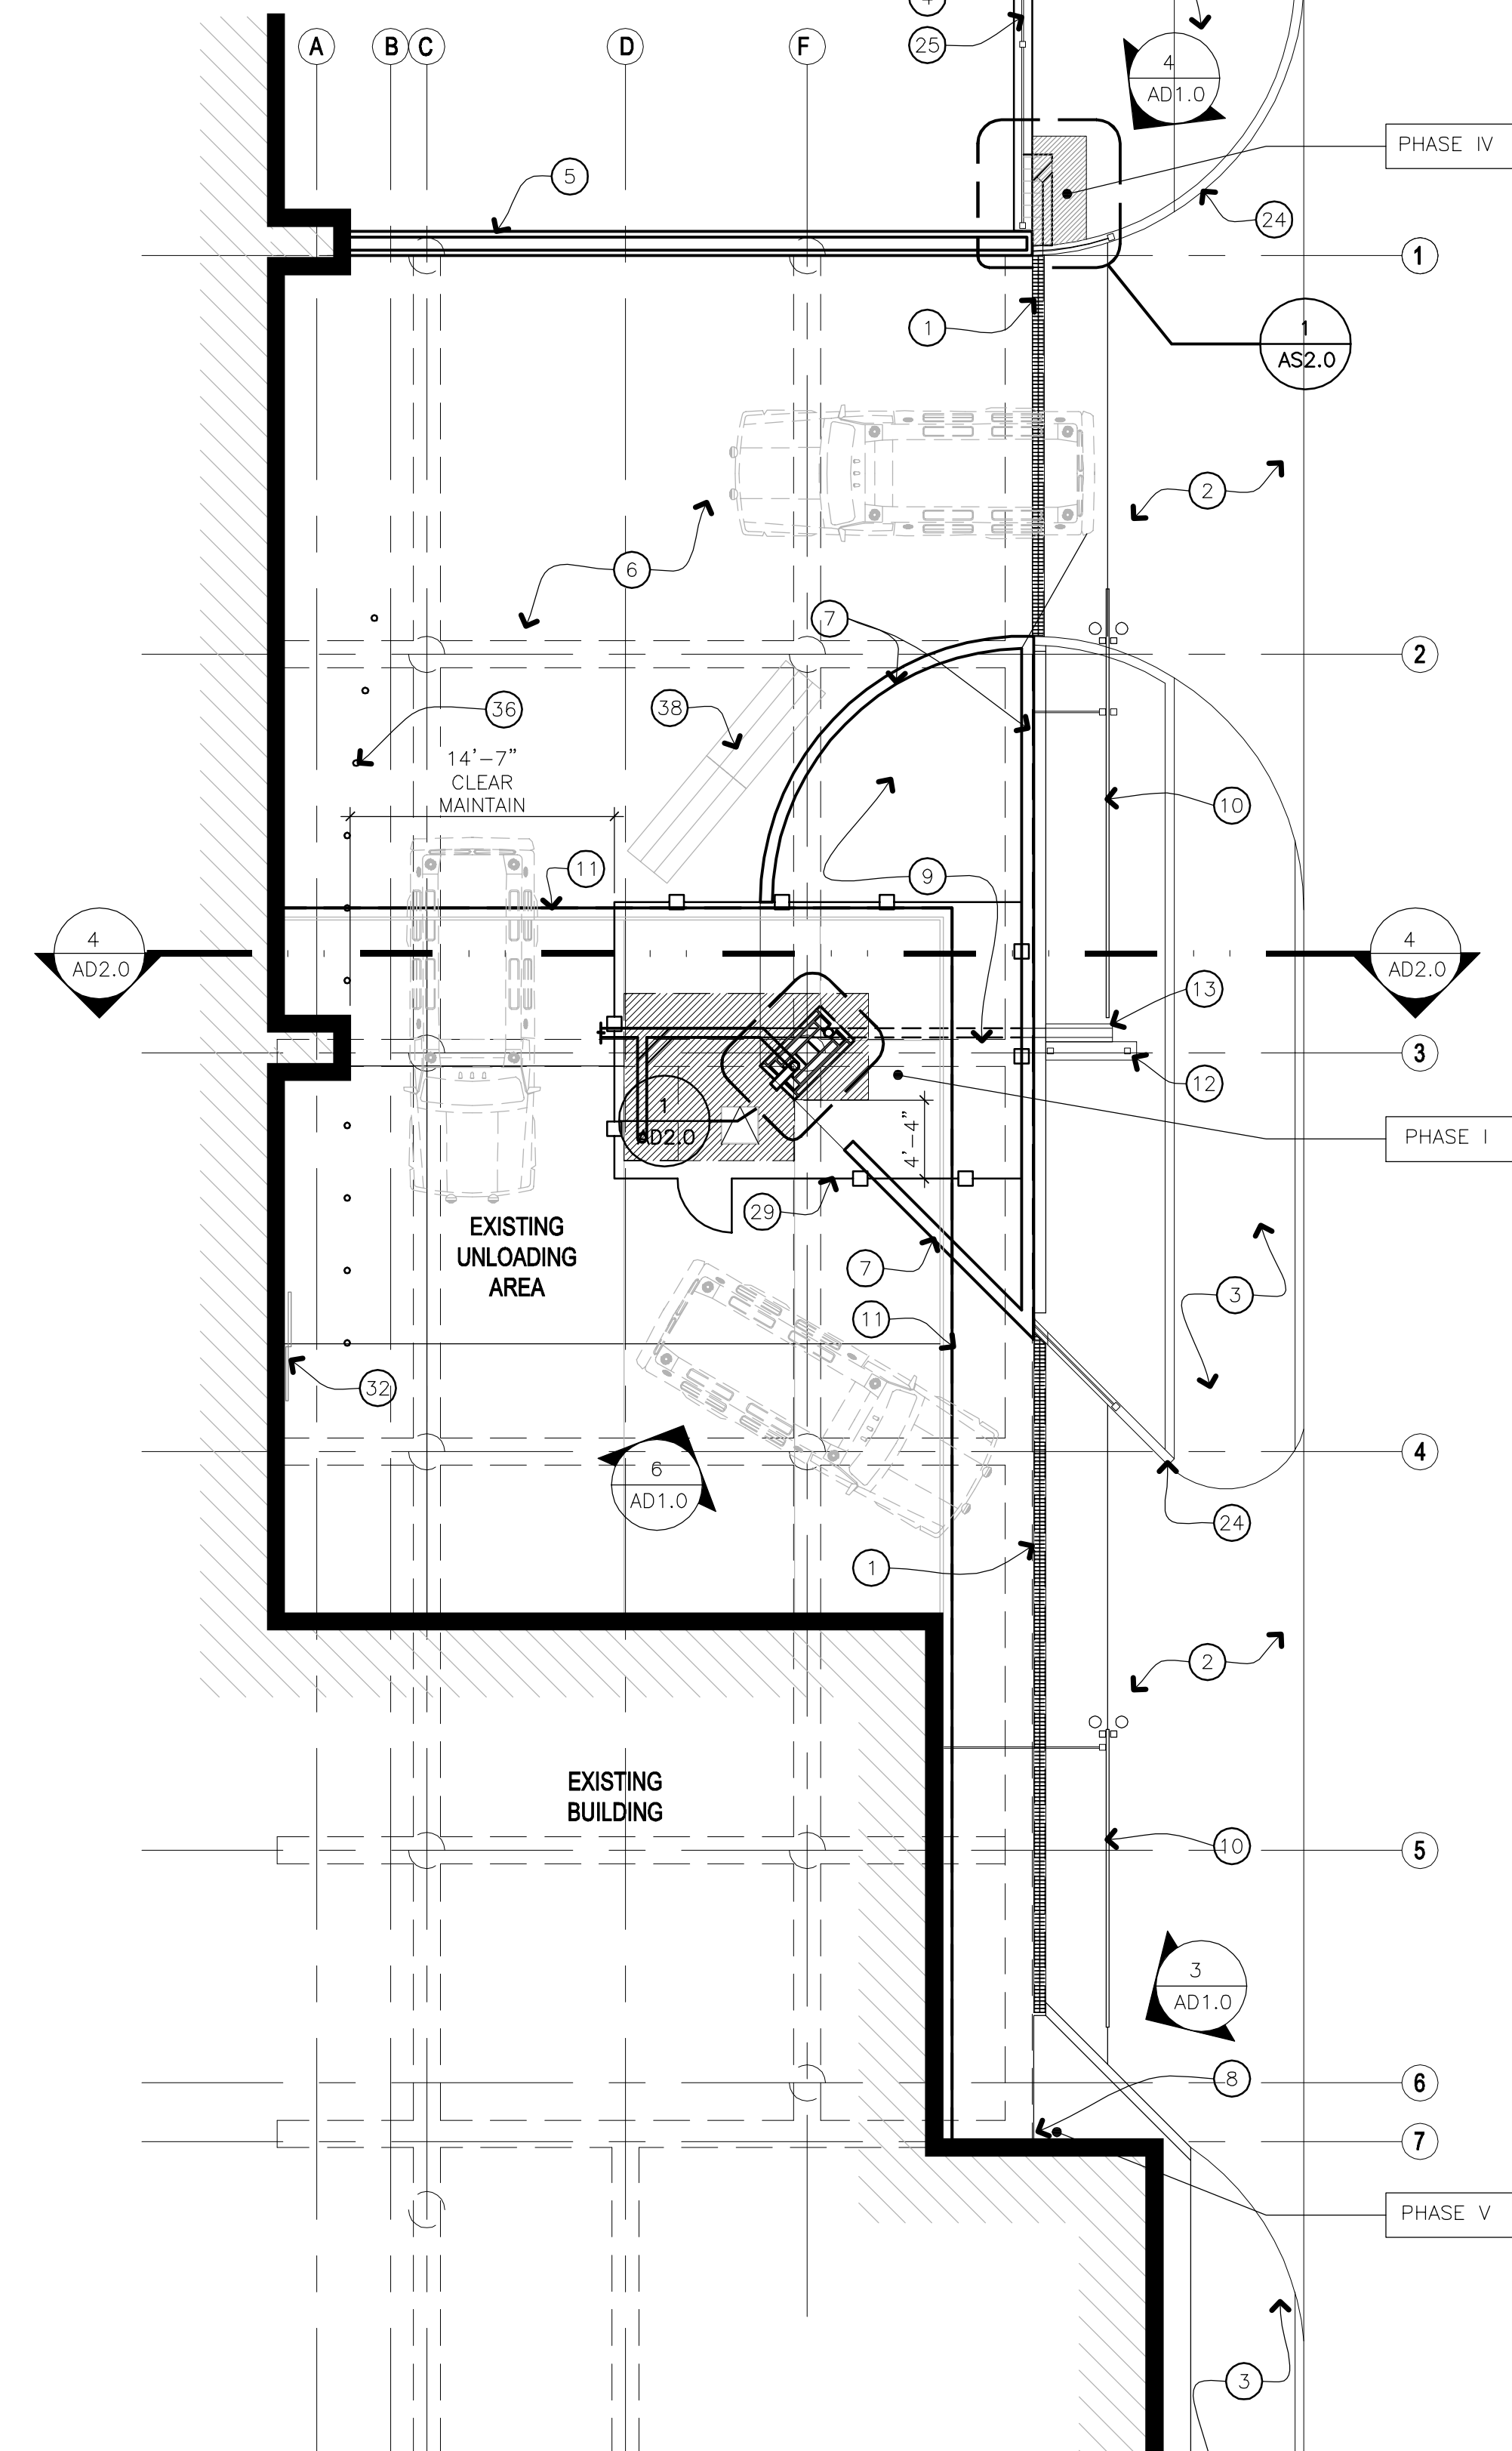 4
25
A
B
C
D
F
4
AD1.0
PHASE IV
5
24
1
1
1
AS2.0
2
6
7
2
36
38
14'-7"
CLEAR
MAINTAIN
10
11
9
4
AD2.0
4
AD2.0
13
3
12
1
AD2.0
4'-4"
PHASE I
29
EXISTING
UNLOADING
AREA
7
3
11
32
4
6
AD1.0
24
1
2
EXISTING
BUILDING
10
5
3
AD1.0
8
6
7
PHASE V
3